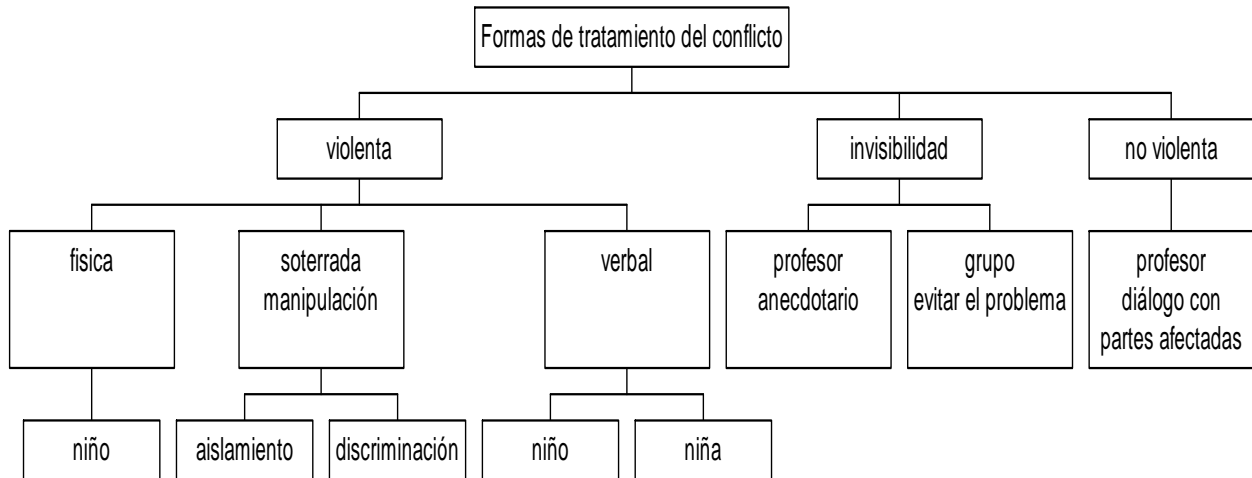 Formas de tratamiento del conflicto
violenta
invisibilidad
no violenta
fisica
soterrada
manipulación
verbal
profesor
anecdotario
grupo
evitar el problema
profesor
diálogo con
partes afectadas
niño
aislamiento
discriminación
niño
niña